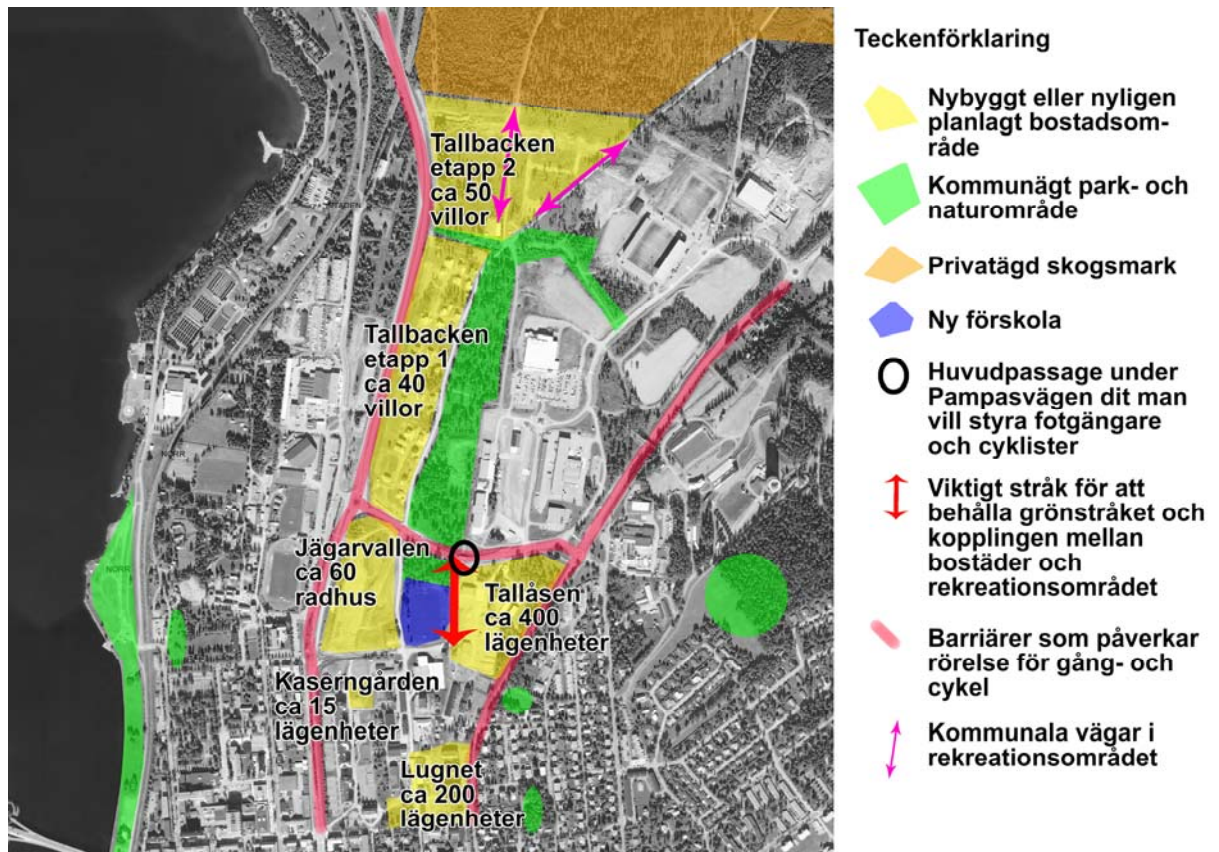 Tallbacken
etapp 2
ca 50
villor
Tallbacken
etapp 1
ca 40
villor
NORR
NORR
Jägarvallen
ca 60
radhus
Tallåsen
ca 400
lägenheter
Kaserngården
ca 15
lägenheter
Lugnet
ca 200
lägenheter
Teckenförklaring
Nybyggt eller nyligen
planlagt bostadsom-
råde
Kommunägt park- och
naturområde
Privatägd skogsmark
Ny förskola
Huvudpassage under
Pampasvägen dit man
vill styra fotgängare
och cyklister
Viktigt stråk för att
behålla grönstråket och
kopplingen mellan
bostäder och
rekreationsområdet
Barriärer som påverkar
rörelse för gång- och
cykel
Kommunala vägar i
rekreationsområdet